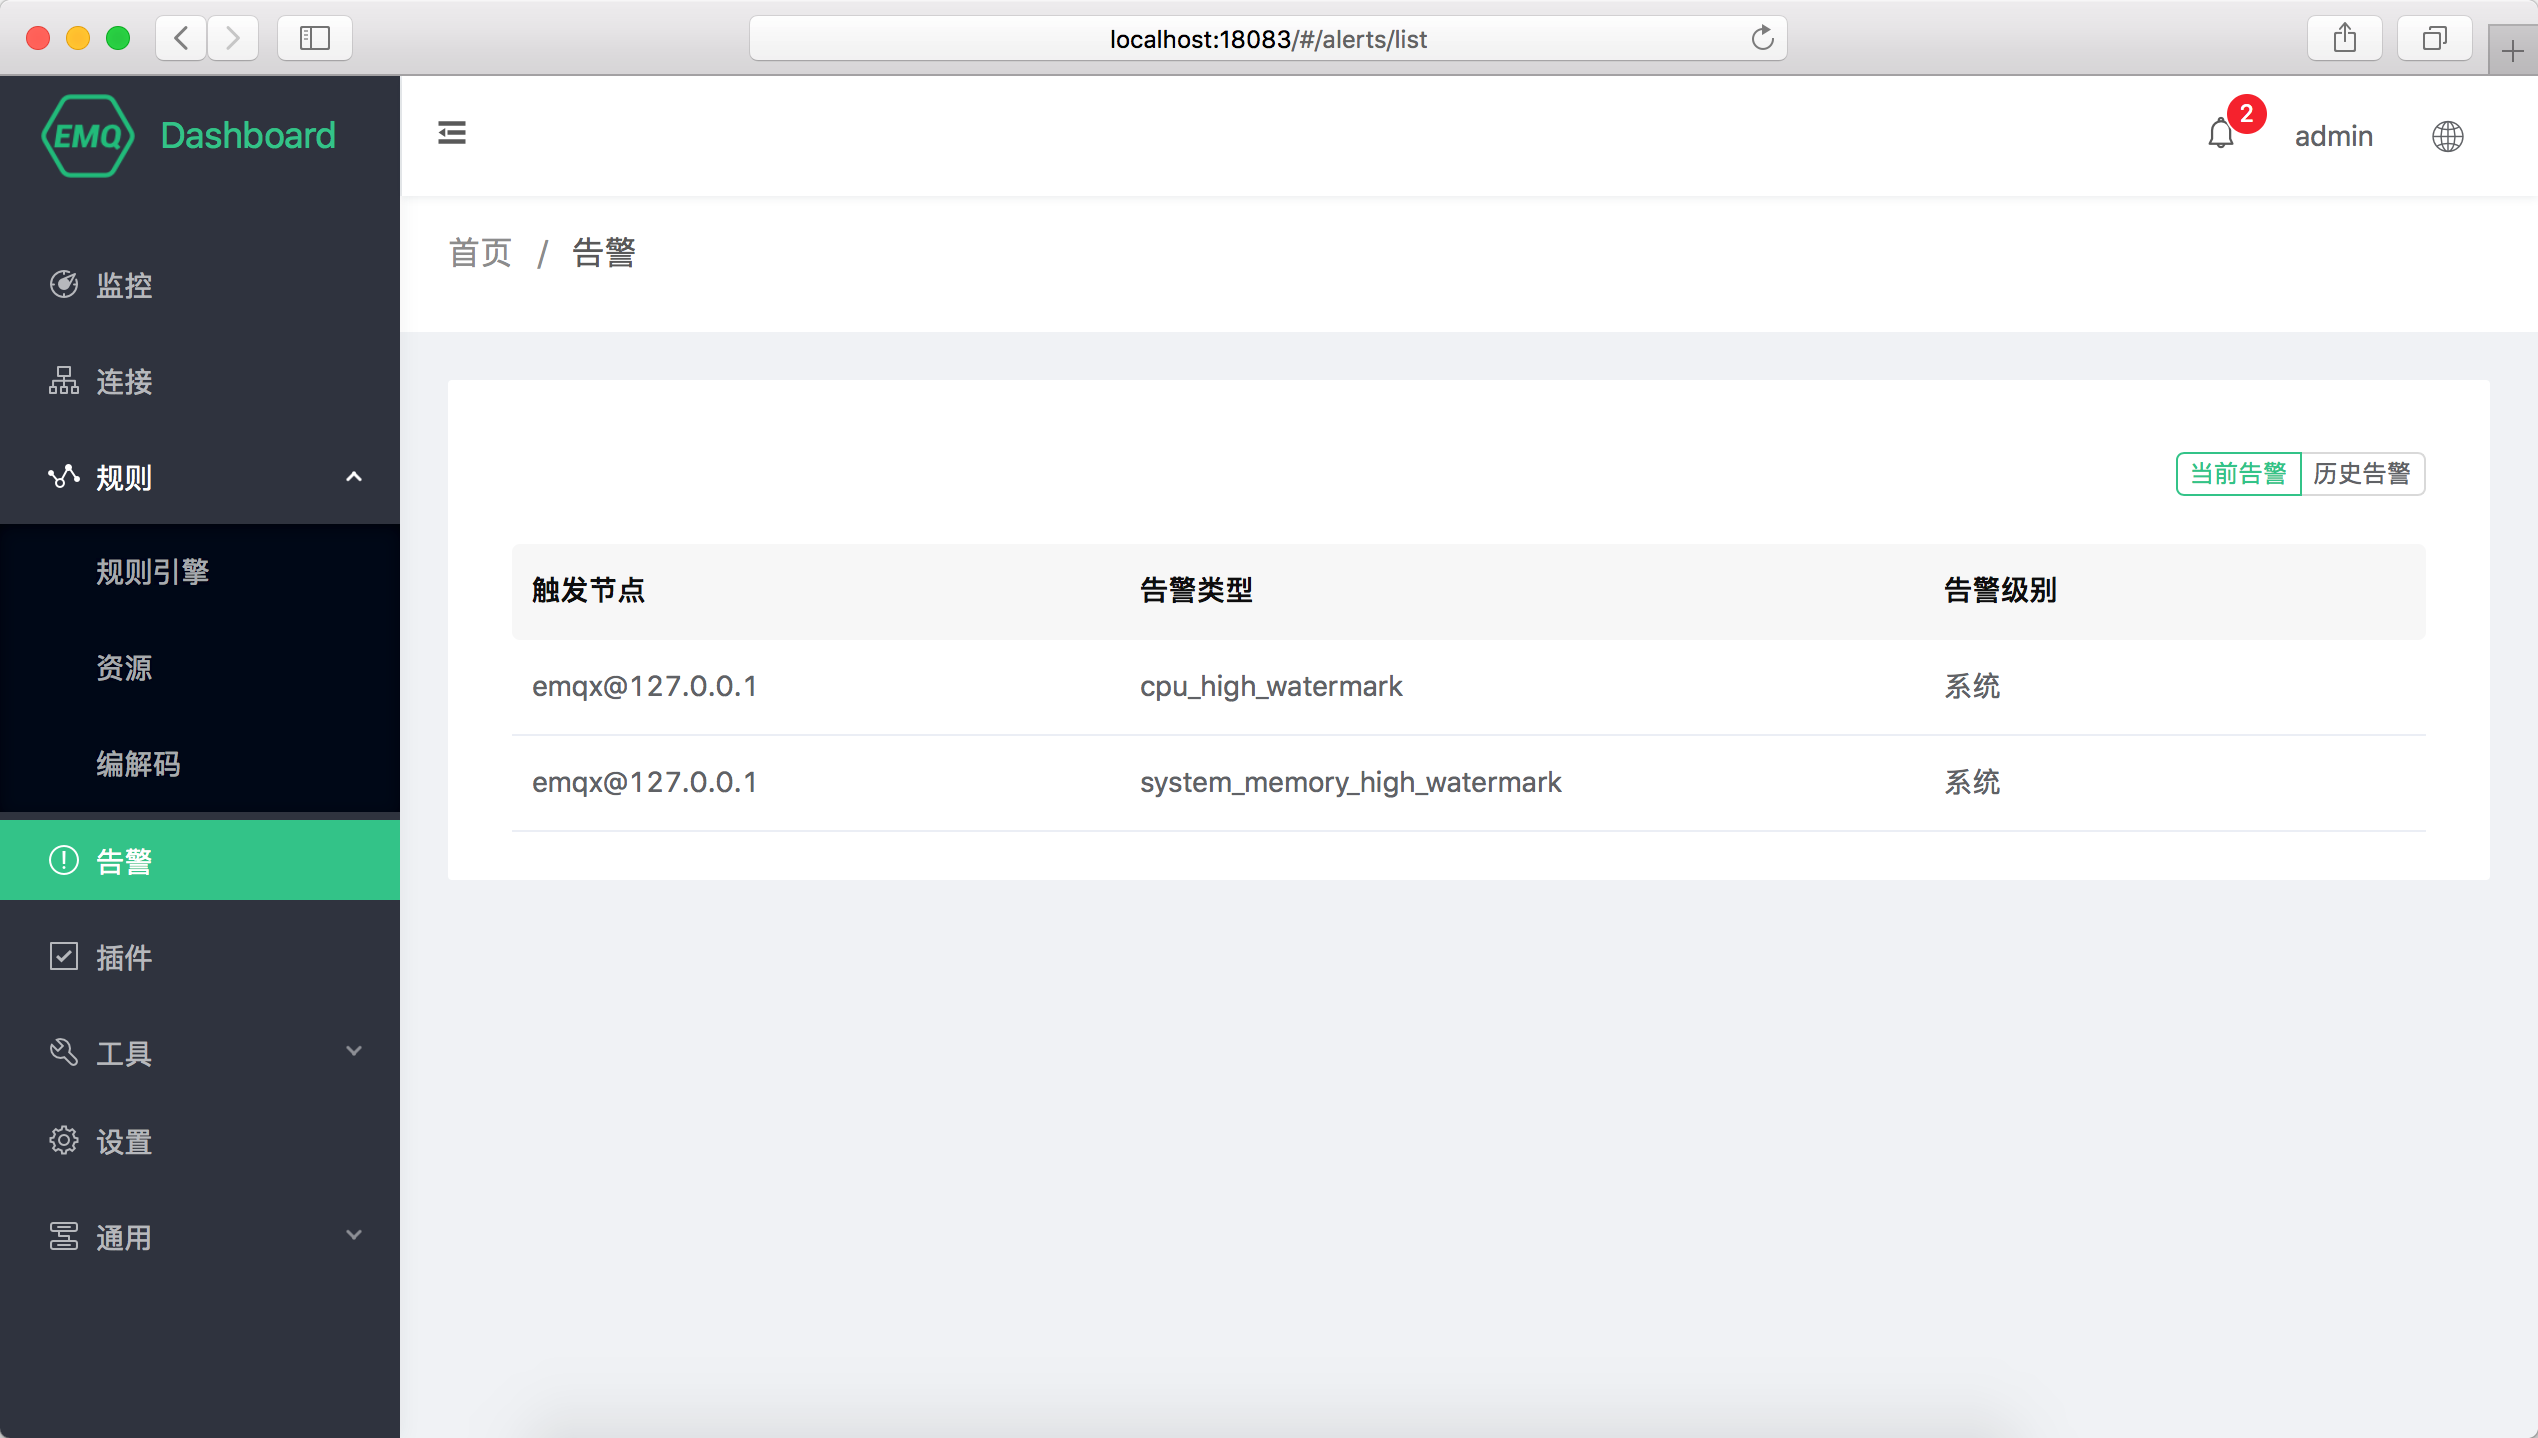 localhost:18083/#/alerts/list
EMQ Dashboard
2
admin
首页 / 告警
监控
连接
规则
规则引擎
资源
编解码
告警
插件
工具
设置
通用
当前告警 历史告警
触发节点 告警类型 告警级别
emqx@127.0.0.1 cpu_high_watermark 系统
emqx@127.0.0.1 system_memory_high_watermark 系统